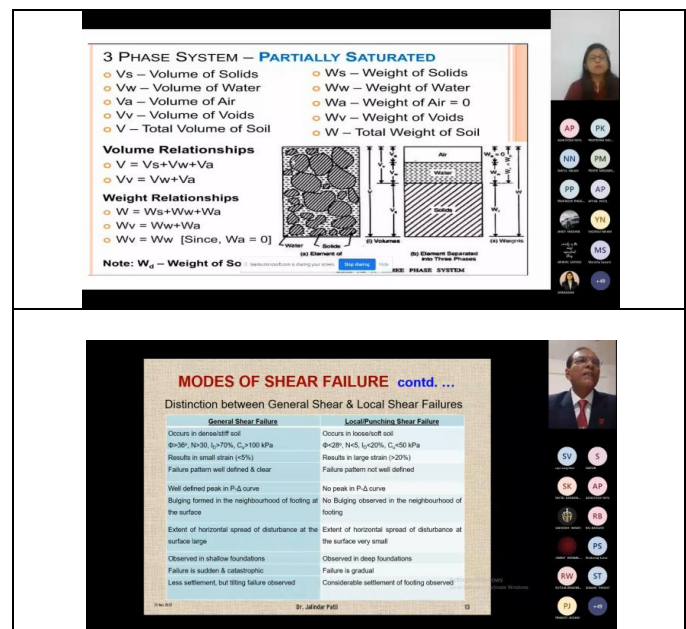 3 PHASE SYSTEM – PARTIALLY SATURATED
Vs – Volume of Solids
Vw – Volume of Water
Va – Volume of Air
Vv – Volume of Voids
V – Total Volume of Soil
Ws – Weight of Solids
Ww – Weight of Water
Wa – Weight of Air = 0
Wv – Weight of Voids
W – Total Weight of Soil
Volume Relationships
V = Vs+Vw+Va
Vv = Vw+Va
Weight Relationships
W = Ws+Ww+Wa
Wv = Ww+Wa
Wv = Ww [Since, Wa = 0]
Note: Wd – Weight of So
Air
Water
Solids
Water
Solids
(a) Element of
(i) Volumes
(b) Element Separated
into Three Phases
(ii) Weights
Stop sharing
Hide
PHASE SYSTEM
AP
PK
NN
PM
PP
AP
YN
MS
+49
MODES OF SHEAR FAILURE contd. ...
Distinction between General Shear & Local Shear Failures
General Shear Failure
Local/Punching Shear Failure
Occurs in dense/stiff soil
Occurs in loose/soft soil
Φ>36°, N>30, ID>70%, Cu>100 kPa
Φ<28°, N<5, ID<20%, Cu<50 kPa
Results in small strain (<5%)
Results in large strain (>20%)
Failure pattern well defined & clear
Failure pattern not well defined
Well defined peak in P-Δ curve
No peak in P-Δ curve
Bulging formed in the neighbourhood of footing at
the surface
No Bulging observed in the neighbourhood of
footing
Extent of horizontal spread of disturbance at the
surface large
Extent of horizontal spread of disturbance at
the surface very small
Observed in shallow foundations
Observed in deep foundations
Failure is sudden & catastrophic
Failure is gradual
Less settlement, but tilting failure observed
Considerable settlement of footing observed
Dr. Jalindar Patil
13
SV
S
SK
AP
RB
PS
RW
ST
PJ
+49